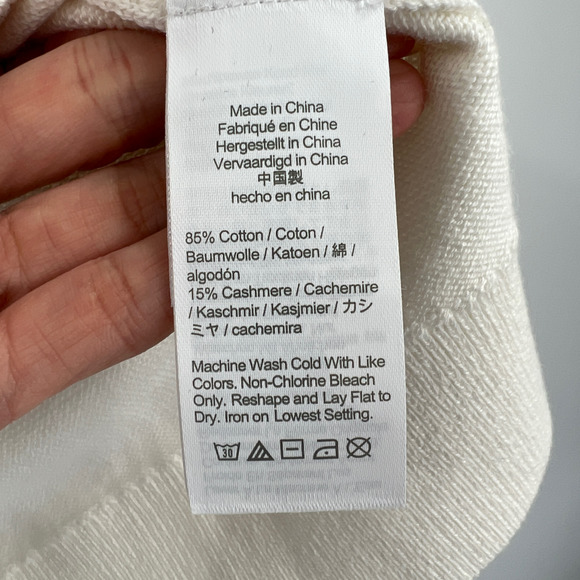 Made in China
Fabriqué en Chine
Hergestellt in China
Vervaardigd in China
中国製
hecho en china
85% Cotton / Coton /
Baumwolle / Katoen / 綿 /
algodón
15% Cashmere / Cachemire
/ Kaschmir / Kasjmier / カシ
ミヤ / cachemira
Machine Wash Cold With Like
Colors. Non-Chlorine Bleach
Only. Reshape and Lay Flat to
Dry. Iron on Lowest Setting.
30